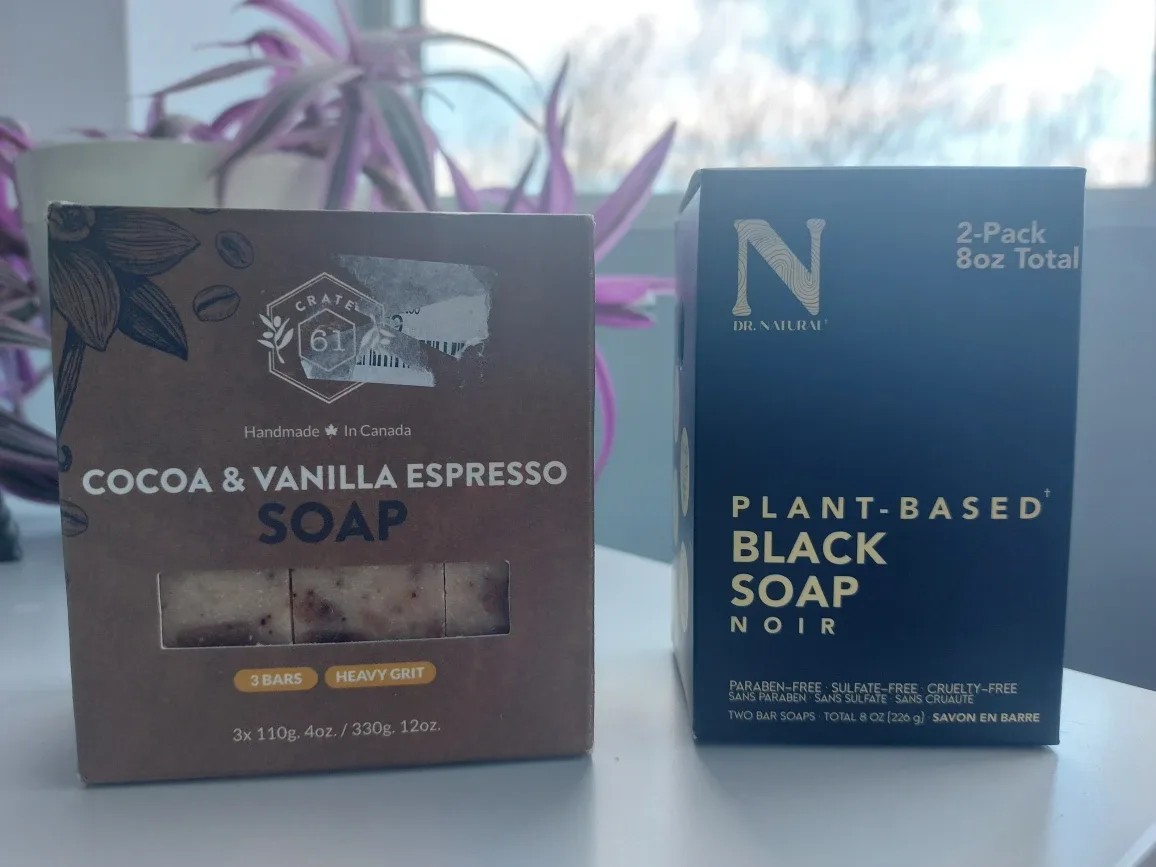 CRATE
61
Handmade In Canada
COCOA & VANILLA ESPRESSO
SOAP
3 BARS
HEAVY GRIT
3x 110g. 4oz. / 330g. 12oz.
N
DR. NATURAL†
2-Pack
8oz Total
PLANT-BASED†
BLACK
SOAP
NOIR
PARABEN-FREE · SULFATE-FREE · CRUELTY-FREE
SANS PARABEN · SANS SULFATE · SANS CRUAUTE
TWO BAR SOAPS · TOTAL 8 OZ [226 g] SAVON EN BARRE